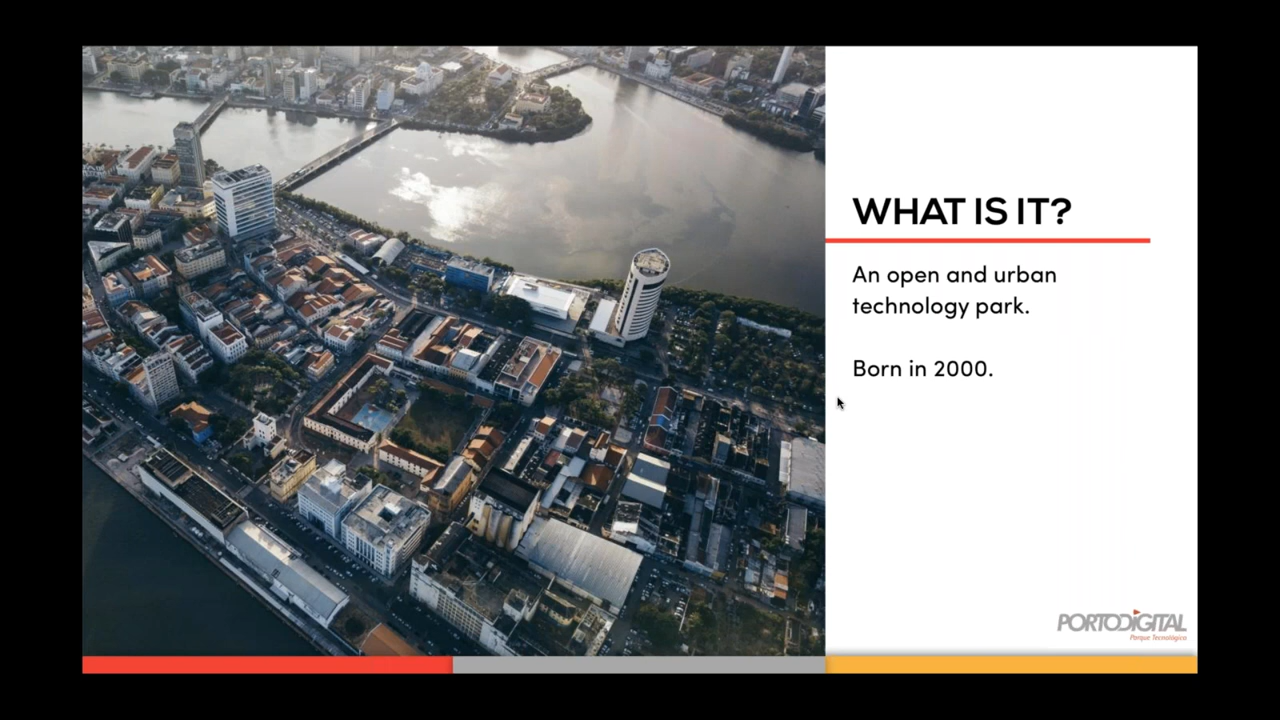 WHAT IS IT?
An open and urban
technology park.
Born in 2000.
PORTODIGITAL
Parque Tecnológico